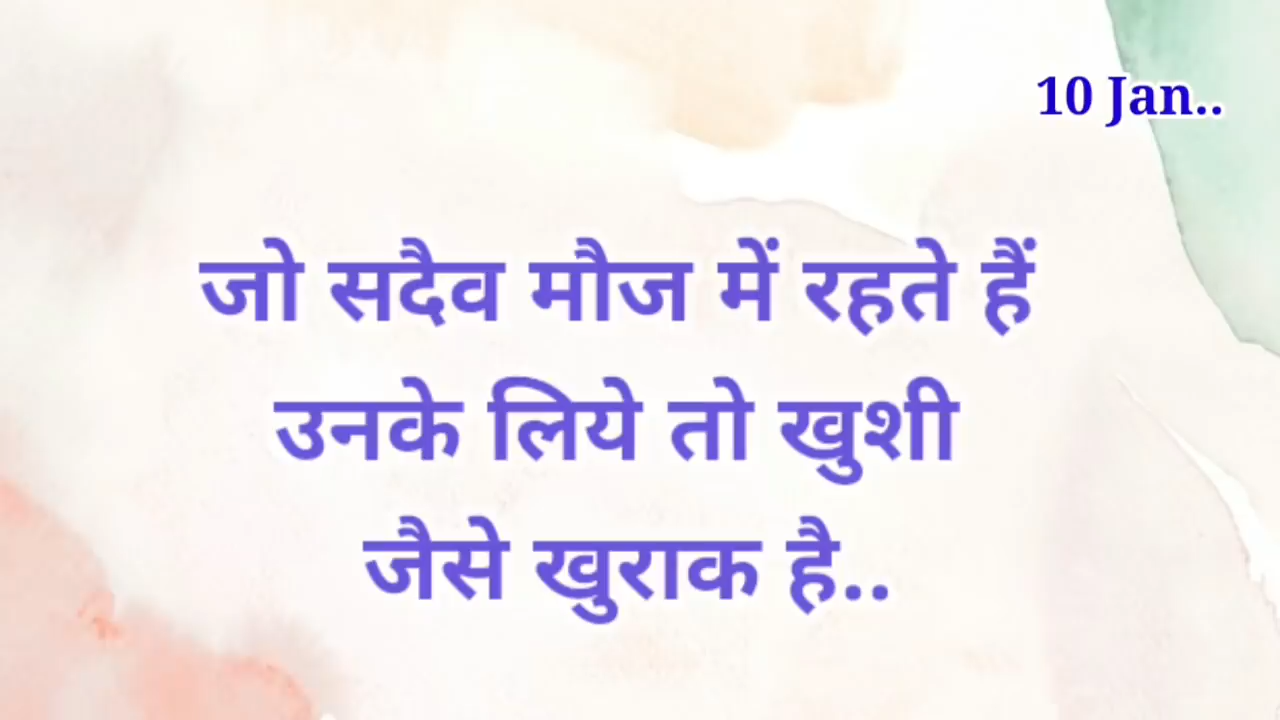 10 Jan..
जो सदैव मौज में रहते हैं
उनके लिये तो खुशी
जैसे खुराक है..